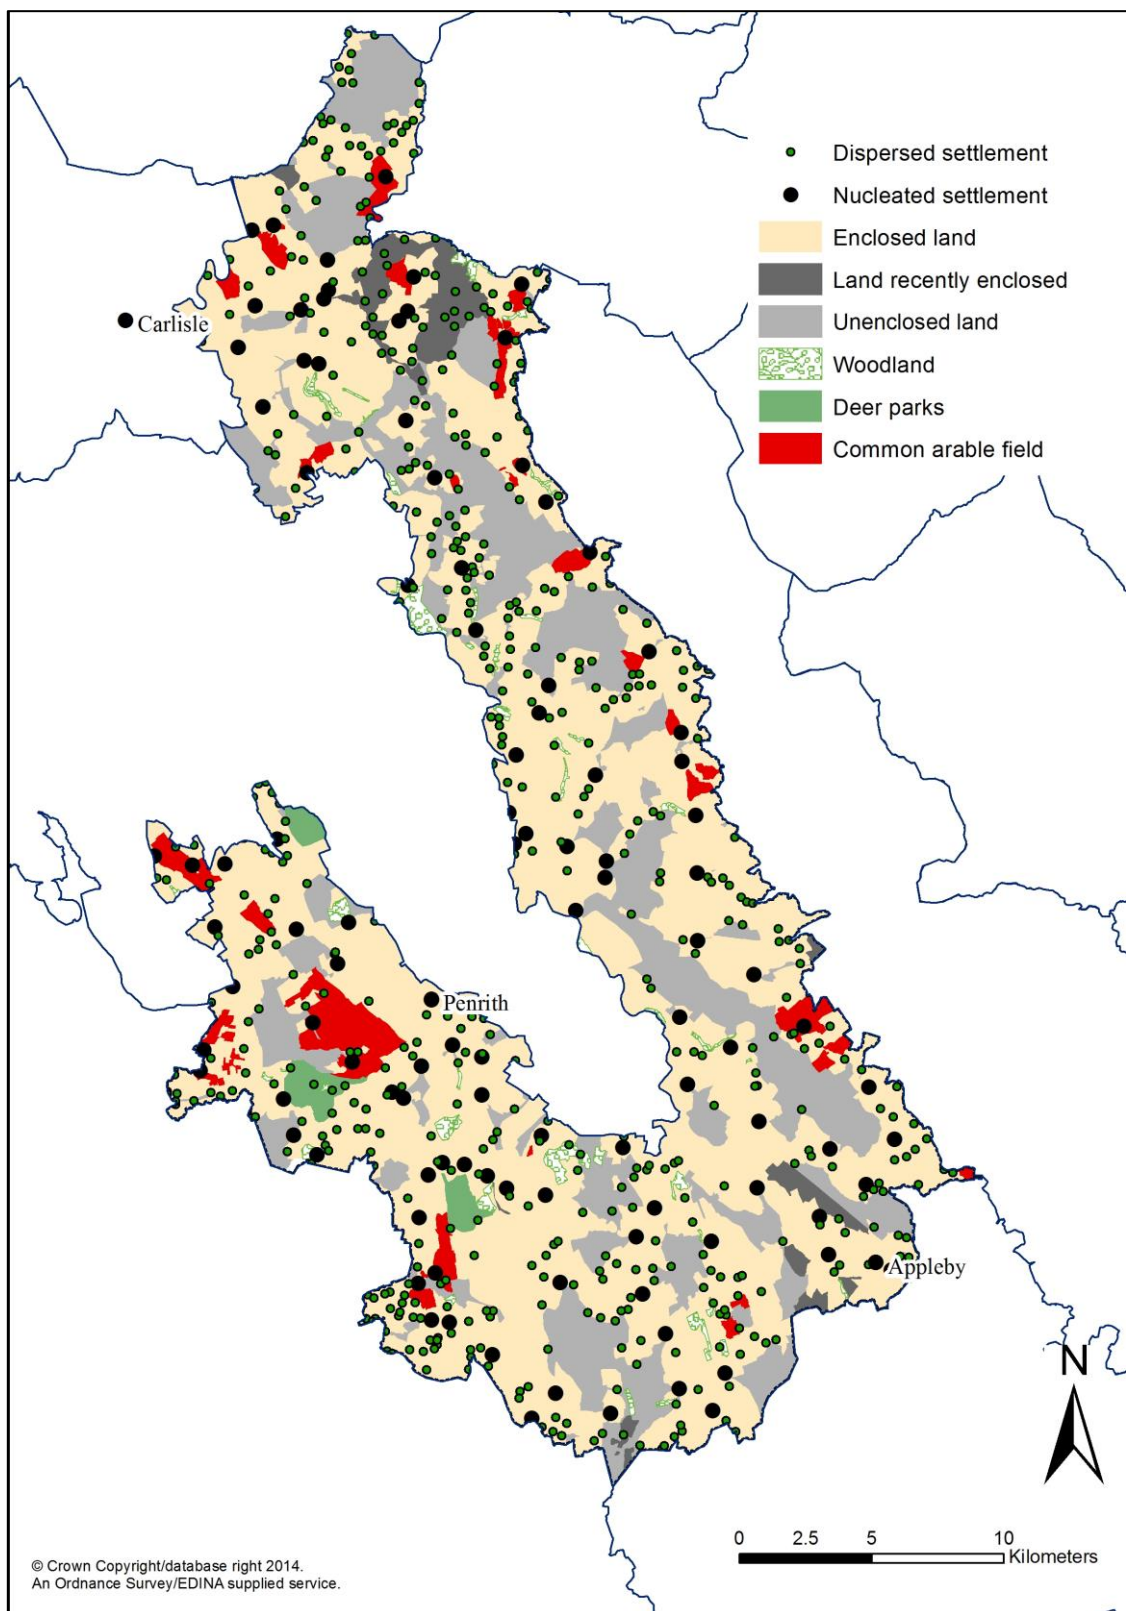 Dispersed settlement
Nucleated settlement
Enclosed land
Land recently enclosed
Unenclosed land
Woodland
Deer parks
Common arable field
Carlisle
Penrith
Appleby
N
0 2.5 5 10
Kilometers
© Crown Copyright/database right 2014.
An Ordnance Survey/EDINA supplied service.